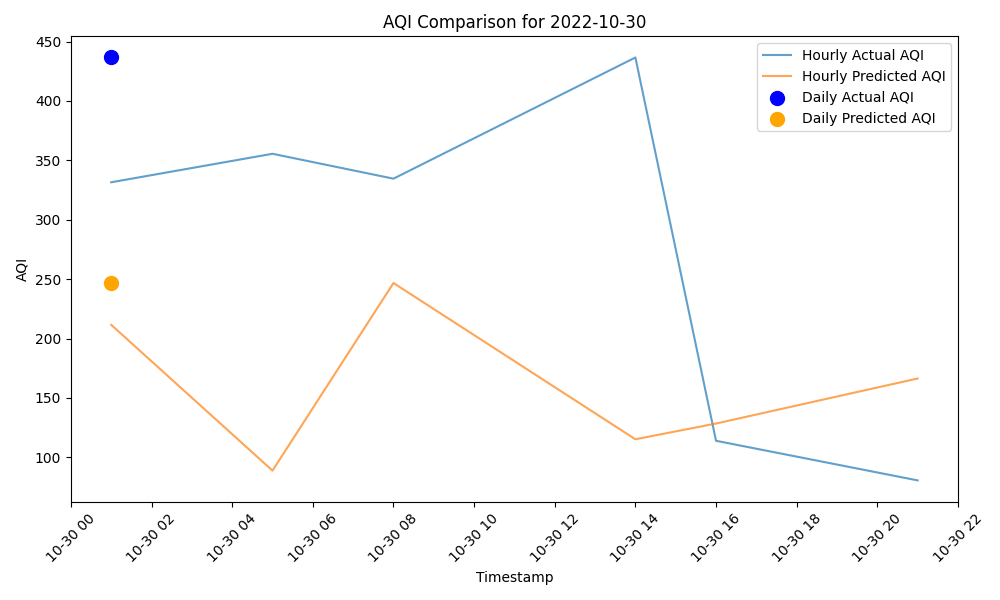 AQI Comparison for 2022-10-30
450
400
350
300
250
200
150
100
AQI
Hourly Actual AQI
Hourly Predicted AQI
Daily Actual AQI
Daily Predicted AQI
10-30 00
10-30 02
10-30 04
10-30 06
10-30 08
10-30 10
10-30 12
10-30 14
10-30 16
10-30 18
10-30 20
10-30 22
Timestamp